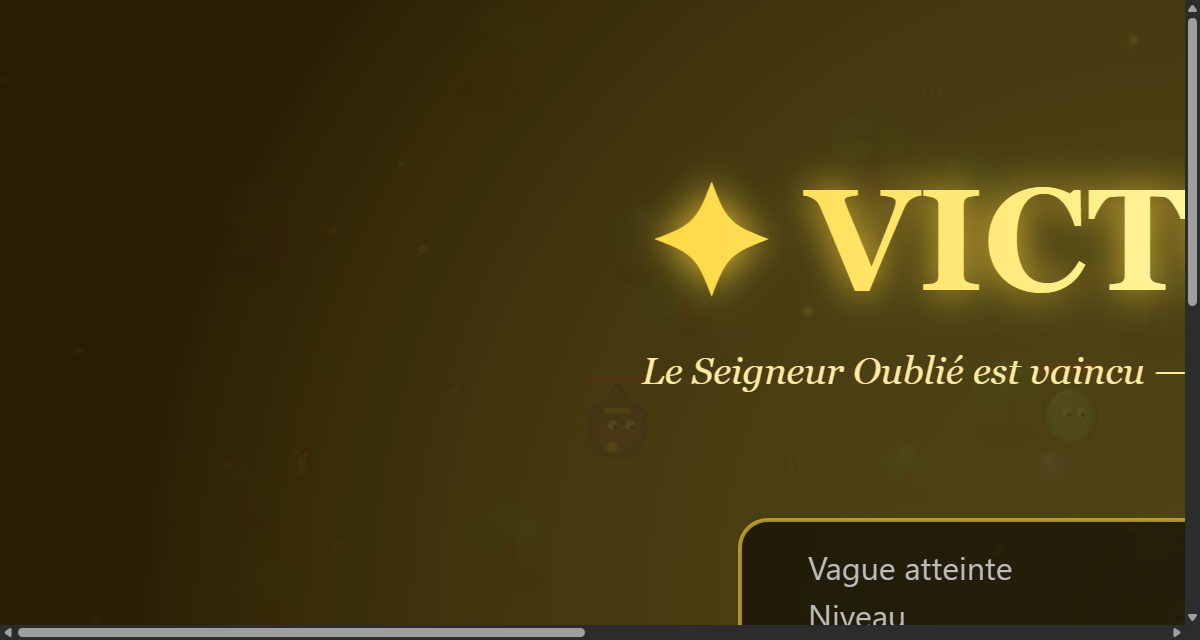 ✦ VICT
Le Seigneur Oublié est vaincu —
Vague atteinte
Niveau